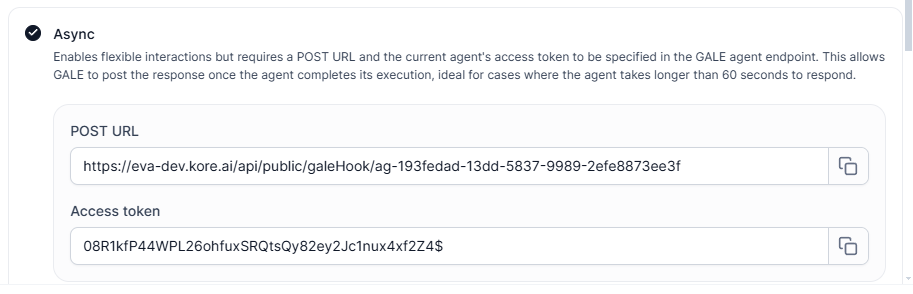 Async
Enables flexible interactions but requires a POST URL and the current agent's access token to be specified in the GALE agent endpoint. This allows
GALE to post the response once the agent completes its execution, ideal for cases where the agent takes longer than 60 seconds to respond.
POST URL
https://eva-dev.kore.ai/api/public/galeHook/ag-193fedad-13dd-5837-9989-2efe8873ee3f
Access token
08R1kfP44WPL26ohfuxSRQtsQy82ey2Jc1nux4xf2Z4$